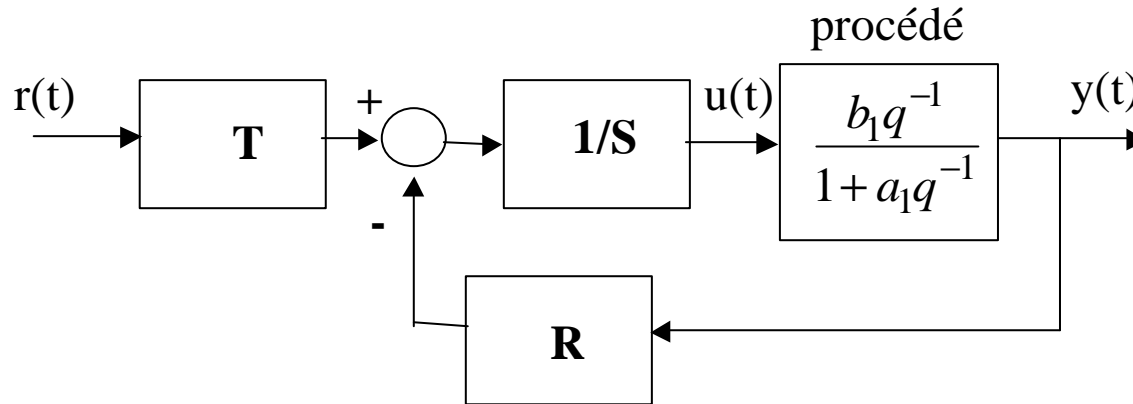 procédé
r(t)
T
+
-
1/S
u(t)
b₁q⁻¹
1 + a₁q⁻¹
y(t)
R